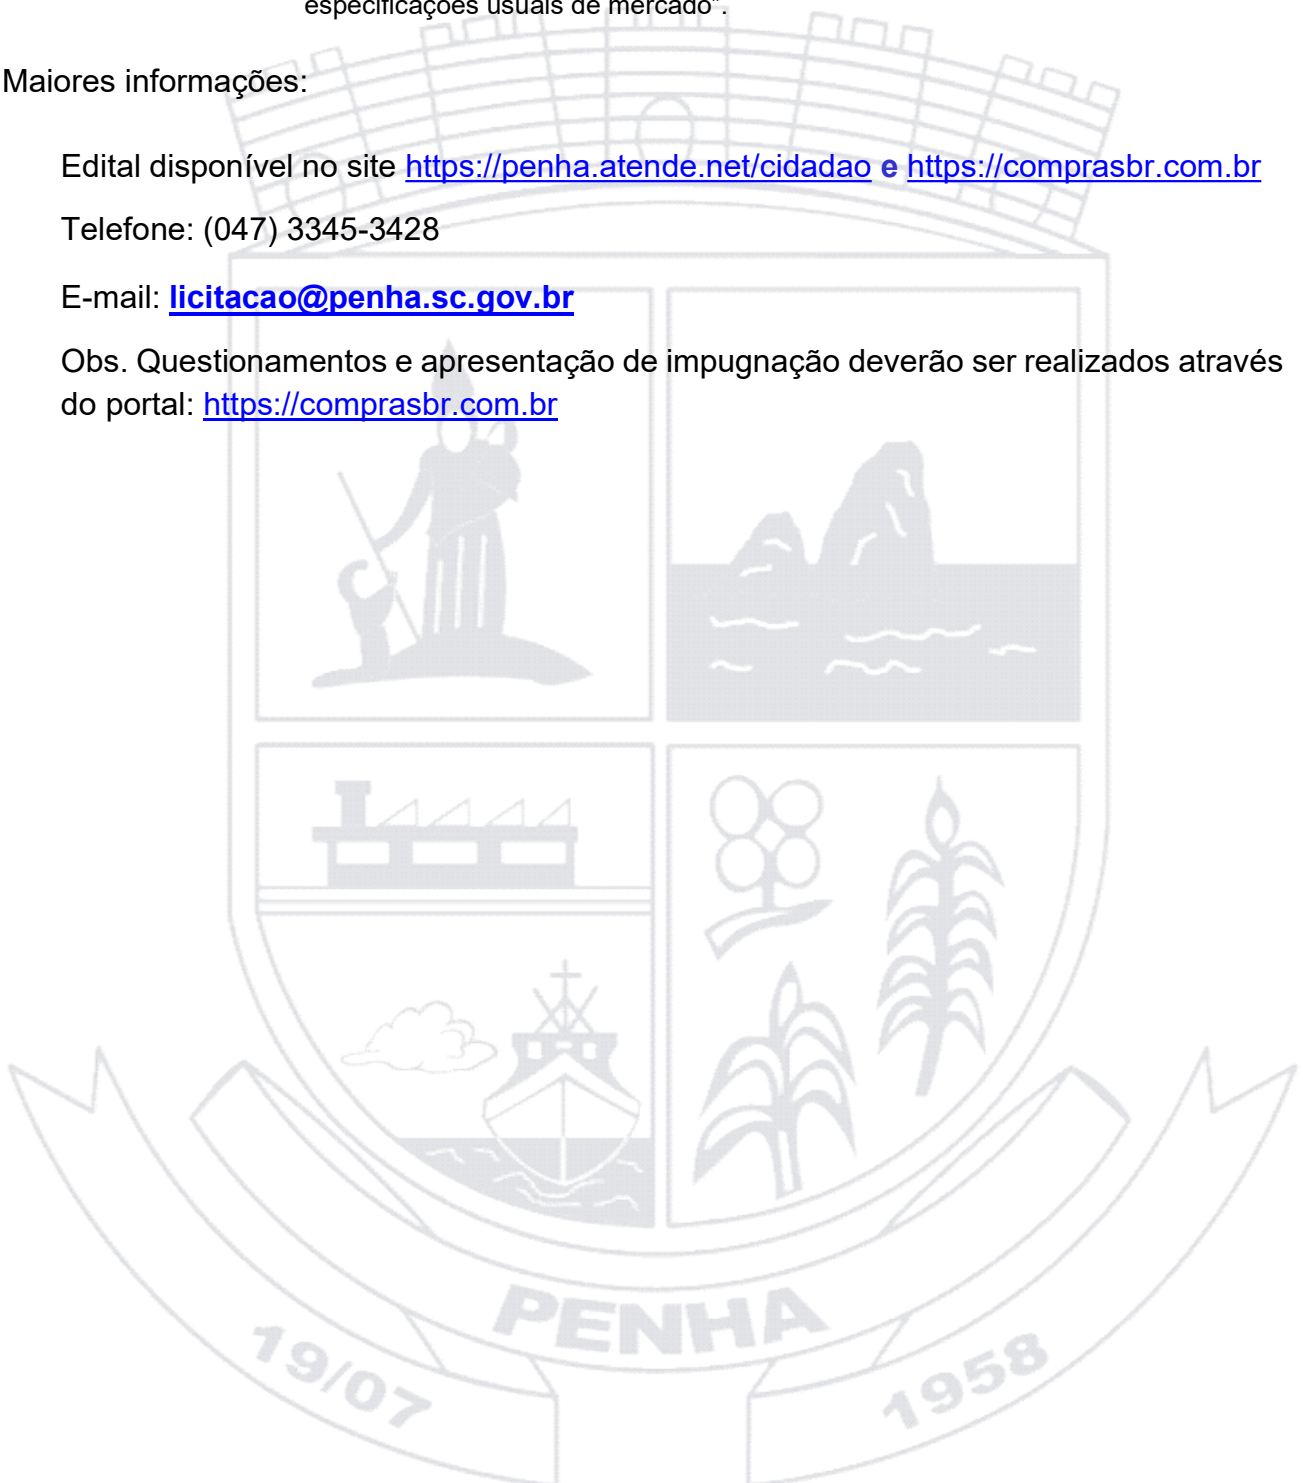 especificações usuais de mercado”.
Maiores informações:
Edital disponível no site https://penha.atende.net/cidadao e https://comprasbr.com.br
Telefone: (047) 3345-3428
E-mail: licitacao@penha.sc.gov.br
Obs. Questionamentos e apresentação de impugnação deverão ser realizados através
do portal: https://comprasbr.com.br
PENHA
19/07
1958